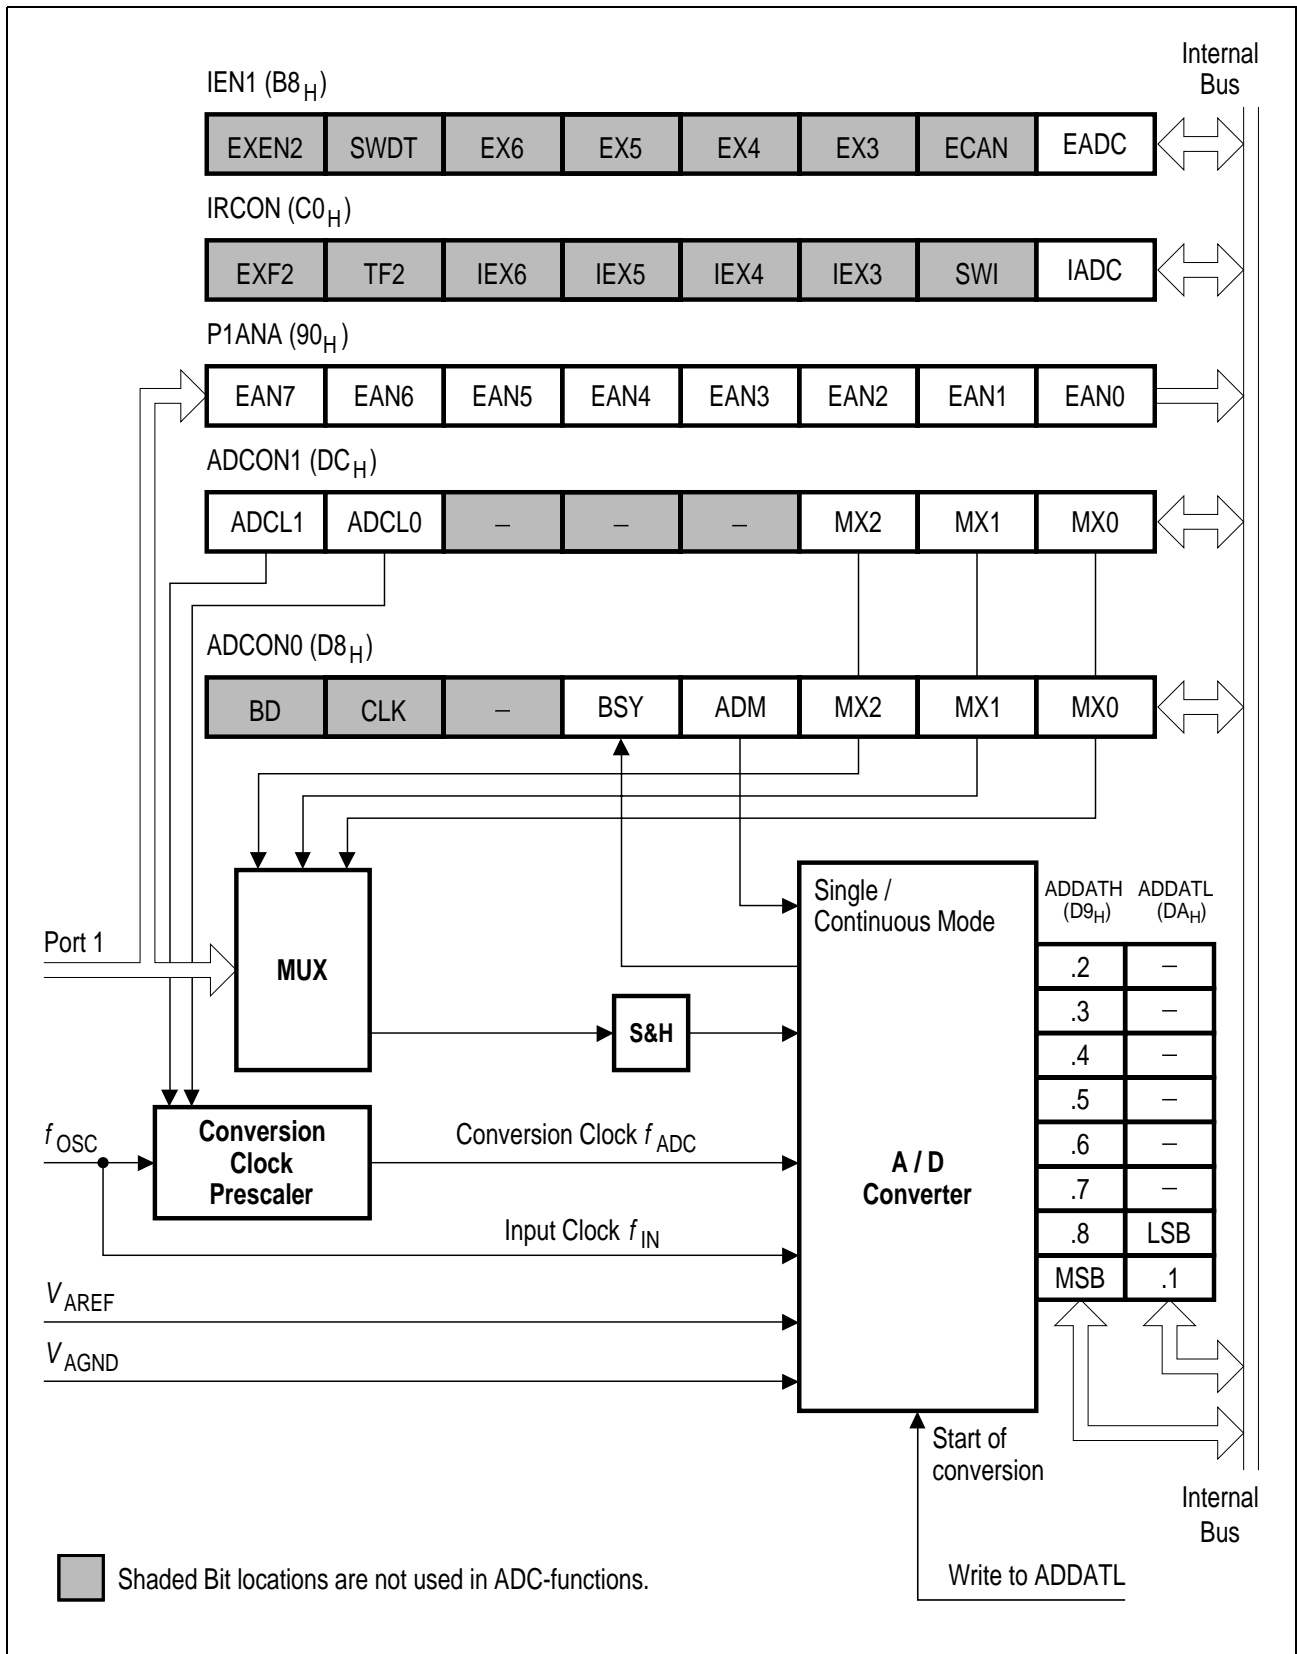 Internal
Bus
IEN1 (B8H)
EXEN2 SWDT EX6 EX5 EX4 EX3 ECAN EADC
IRCON (C0H)
EXF2 TF2 IEX6 IEX5 IEX4 IEX3 SWI IADC
P1ANA (90H)
EAN7 EAN6 EAN5 EAN4 EAN3 EAN2 EAN1 EAN0
ADCON1 (DCH)
ADCL1 ADCL0 – – – MX2 MX1 MX0
ADCON0 (D8H)
BD CLK – BSY ADM MX2 MX1 MX0
Single /
Continuous Mode
ADDATH ADDATL
(D9H) (DAH)
Port 1
MUX
S&H
.2 –
.3 –
.4 –
.5 –
.6 –
.7 –
.8 LSB
MSB .1
fOSC
Conversion
Clock
Prescaler
Conversion Clock fADC
A / D
Converter
Input Clock fIN
VAREF
VAGND
Start of
conversion
Internal
Bus
Write to ADDATL
Shaded Bit locations are not used in ADC-functions.